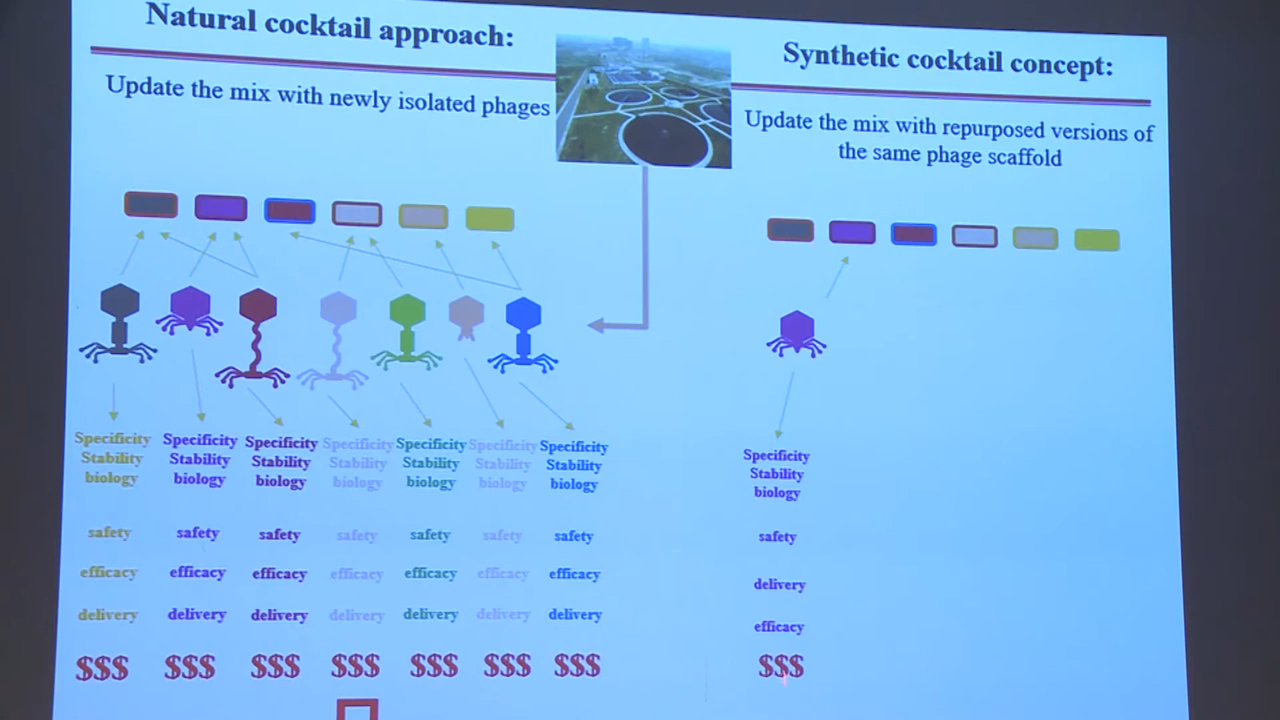 Natural cocktail approach:
Update the mix with newly isolated phages
Specificity Specificity Specificity Specificity Specificity Specificity Specificity
Stability Stability Stability Stability Stability Stability Stability
biology biology biology biology biology biology biology
safety safety safety safety safety safety safety
efficacy efficacy efficacy efficacy efficacy efficacy efficacy
delivery delivery delivery delivery delivery delivery delivery
$$$ $$$ $$$ $$$ $$$ $$$ $$$
Synthetic cocktail concept:
Update the mix with repurposed versions of
the same phage scaffold
Specificity
Stability
biology
safety
delivery
efficacy
$$$